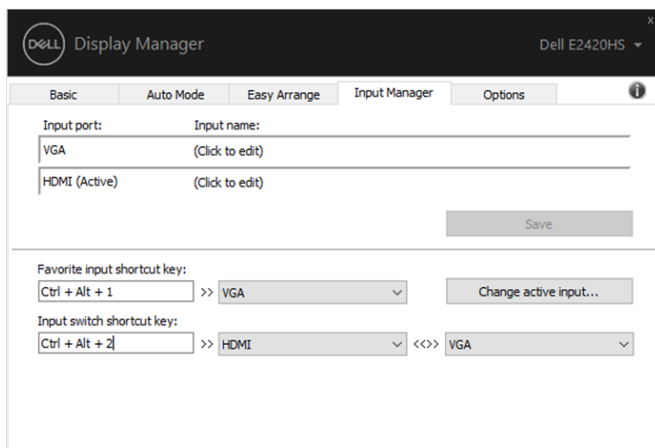 x
DELL Display Manager Dell E2420HS
Basic Auto Mode Easy Arrange Input Manager Options i
Input port: Input name:
VGA (Click to edit)
HDMI (Active) (Click to edit)
Save
Favorite input shortcut key:
Ctrl + Alt + 1 >> VGA Change active input...
Input switch shortcut key:
Ctrl + Alt + 2 >> HDMI <<>> VGA